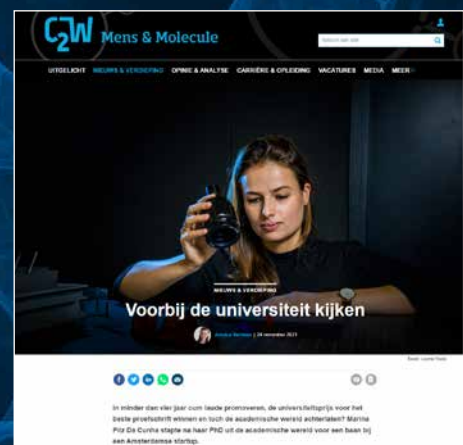 C2W Mens & Molecule
UITGELICHT NIEUWS & VERDIEPING OPINIE & ANALYSE CARRIÈRE & OPLEIDING VACATURES MEDIA MEER
NIEUWS & VERDIEPING
Voorbij de universiteit kijken
november 2021
In minder dan vier jaar cum laude promoveren, de universiteitsprijs voor het
beste proefschrift winnen en toch de academische wereld achterlaten? Marina
Pilz Da Cunha stapte na haar PhD uit de academische wereld voor een baan bij
een Amsterdamse startup.